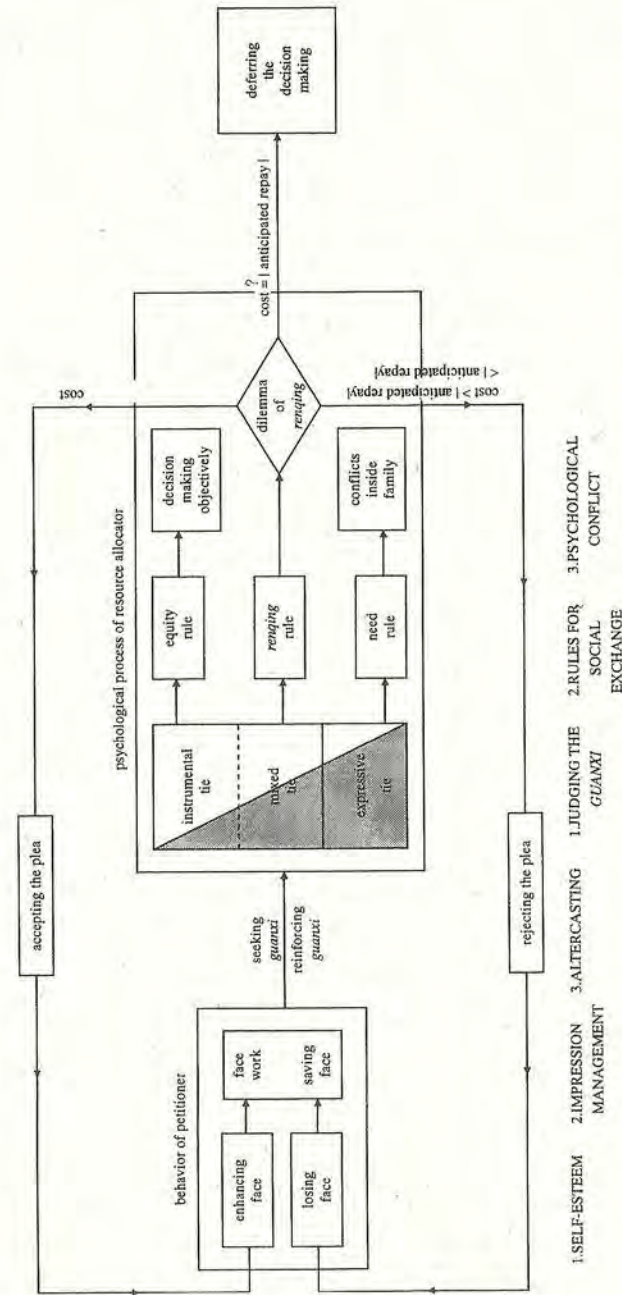 behavior of petitioner
enhancing
face
face
work
losing
face
saving
face
accepting the plea
seeking
guanxi
reinforcing
guanxi
rejecting the plea
psychological process of resource allocator
instrumental
tie
mixed
tie
expressive
tie
equity
rule
renqing
rule
need
rule
decision
making
objectively
conflicts
inside
family
dilemma
of
renqing
cost
?
cost = | anticipated repay |
cost > | anticipated repay|
< | anticipated repay|
deferring
the
decision
making
1.SELF-ESTEEM
2.IMPRESSION
MANAGEMENT
3.ALTERCASTING
1.JUDGING THE
GUANXI
2.RULES FOR
SOCIAL
EXCHANGE
3.PSYCHOLOGICAL
CONFLICT